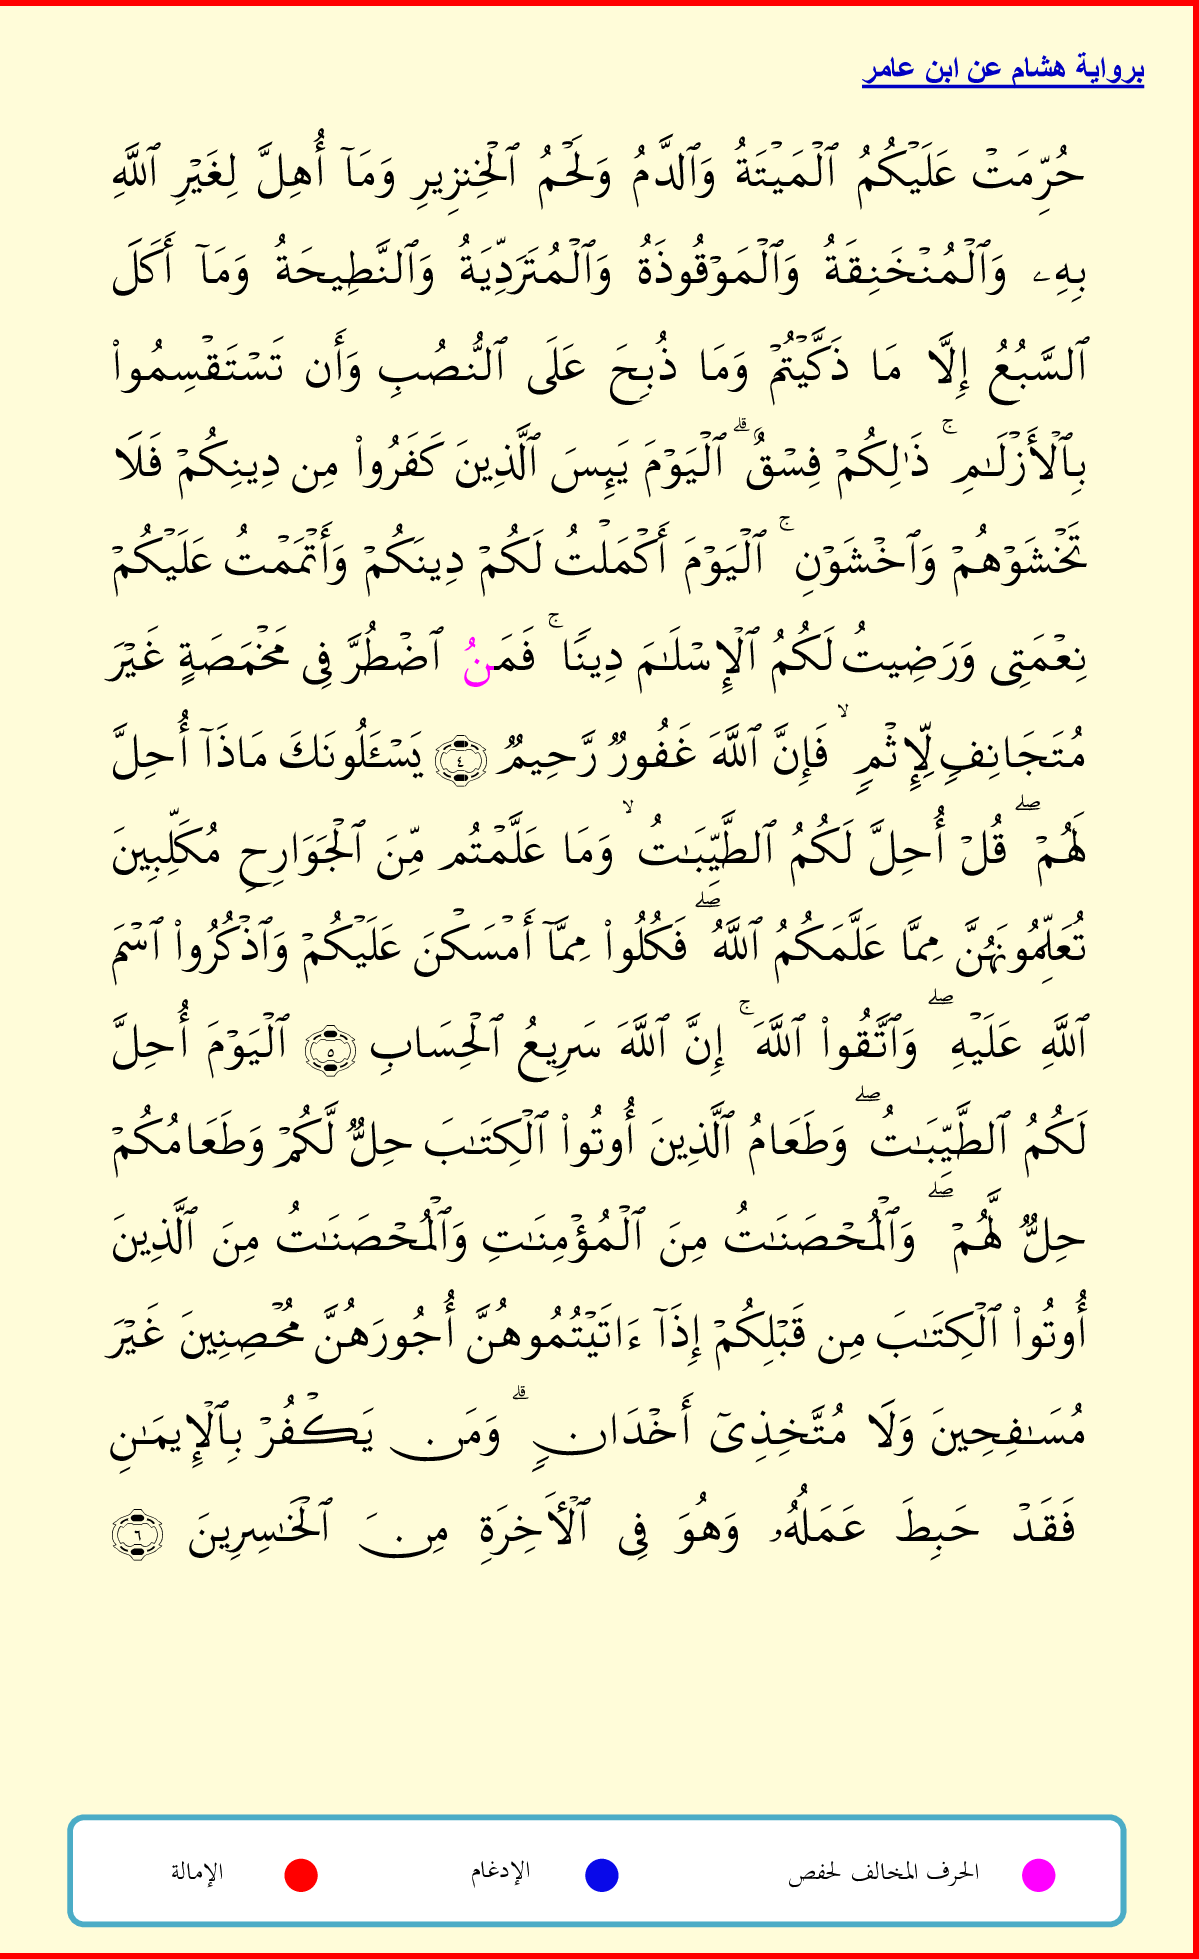 برواية هشام عن ابن عامر
حُرِّمَتۡ عَلَيۡكُمُ ٱلۡمَيۡتَةُ وَٱلدَّمُ وَلَحۡمُ ٱلۡخِنزِيرِ وَمَآ أُهِلَّ لِغَيۡرِ ٱللَّهِ
بِهِۦ وَٱلۡمُنۡخَنِقَةُ وَٱلۡمَوۡقُوذَةُ وَٱلۡمُتَرَدِّيَةُ وَٱلنَّطِيحَةُ وَمَآ أَكَلَ
ٱلسَّبُعُ إِلَّا مَا ذَكَّيۡتُمۡ وَمَا ذُبِحَ عَلَى ٱلنُّصُبِ وَأَن تَسۡتَقۡسِمُواْ
بِٱلۡأَزۡلَٰمِۚ ذَٰلِكُمۡ فِسۡقٌۗ ٱلۡيَوۡمَ يَئِسَ ٱلَّذِينَ كَفَرُواْ مِن دِينِكُمۡ فَلَا
تَخۡشَوۡهُمۡ وَٱخۡشَوۡنِۚ ٱلۡيَوۡمَ أَكۡمَلۡتُ لَكُمۡ دِينَكُمۡ وَأَتۡمَمۡتُ عَلَيۡكُمۡ
نِعۡمَتِى وَرَضِيتُ لَكُمُ ٱلۡإِسۡلَٰمَ دِينٗاۚ فَمَنُ ٱضۡطُرَّ فِى مَخۡمَصَةٍ غَيۡرَ
مُتَجَانِفٖ لِّإِثۡمٖۙ فَإِنَّ ٱللَّهَ غَفُورٞ رَّحِيمٞ ٤ يَسۡـَٔلُونَكَ مَاذَآ أُحِلَّ
لَهُمۡۖ قُلۡ أُحِلَّ لَكُمُ ٱلطَّيِّبَٰتُۙ وَمَا عَلَّمۡتُم مِّنَ ٱلۡجَوَارِحِ مُكَلِّبِينَ
تُعَلِّمُونَهُنَّ مِمَّا عَلَّمَكُمُ ٱللَّهُۖ فَكُلُواْ مِمَّآ أَمۡسَكۡنَ عَلَيۡكُمۡ وَٱذۡكُرُواْ ٱسۡمَ
ٱللَّهِ عَلَيۡهِۖ وَٱتَّقُواْ ٱللَّهَۚ إِنَّ ٱللَّهَ سَرِيعُ ٱلۡحِسَابِ ٥ ٱلۡيَوۡمَ أُحِلَّ
لَكُمُ ٱلطَّيِّبَٰتُۖ وَطَعَامُ ٱلَّذِينَ أُوتُواْ ٱلۡكِتَٰبَ حِلّٞ لَّكُمۡ وَطَعَامُكُمۡ
حِلّٞ لَّهُمۡۖ وَٱلۡمُحۡصَنَٰتُ مِنَ ٱلۡمُؤۡمِنَٰتِ وَٱلۡمُحۡصَنَٰتُ مِنَ ٱلَّذِينَ
أُوتُواْ ٱلۡكِتَٰبَ مِن قَبۡلِكُمۡ إِذَآ ءَاتَيۡتُمُوهُنَّ أُجُورَهُنَّ مُحۡصِنِينَ غَيۡرَ
مُسَٰفِحِينَ وَلَا مُتَّخِذِىٓ أَخۡدَانٖۗ وَمَن يَكۡفُرۡ بِٱلۡإِيمَٰنِ
فَقَدۡ حَبِطَ عَمَلُهُۥ وَهُوَ فِى ٱلۡأَخِرَةِ مِنَ ٱلۡخَٰسِرِينَ ٦
الحرف المخالف لحفص الإدغام الإمالة